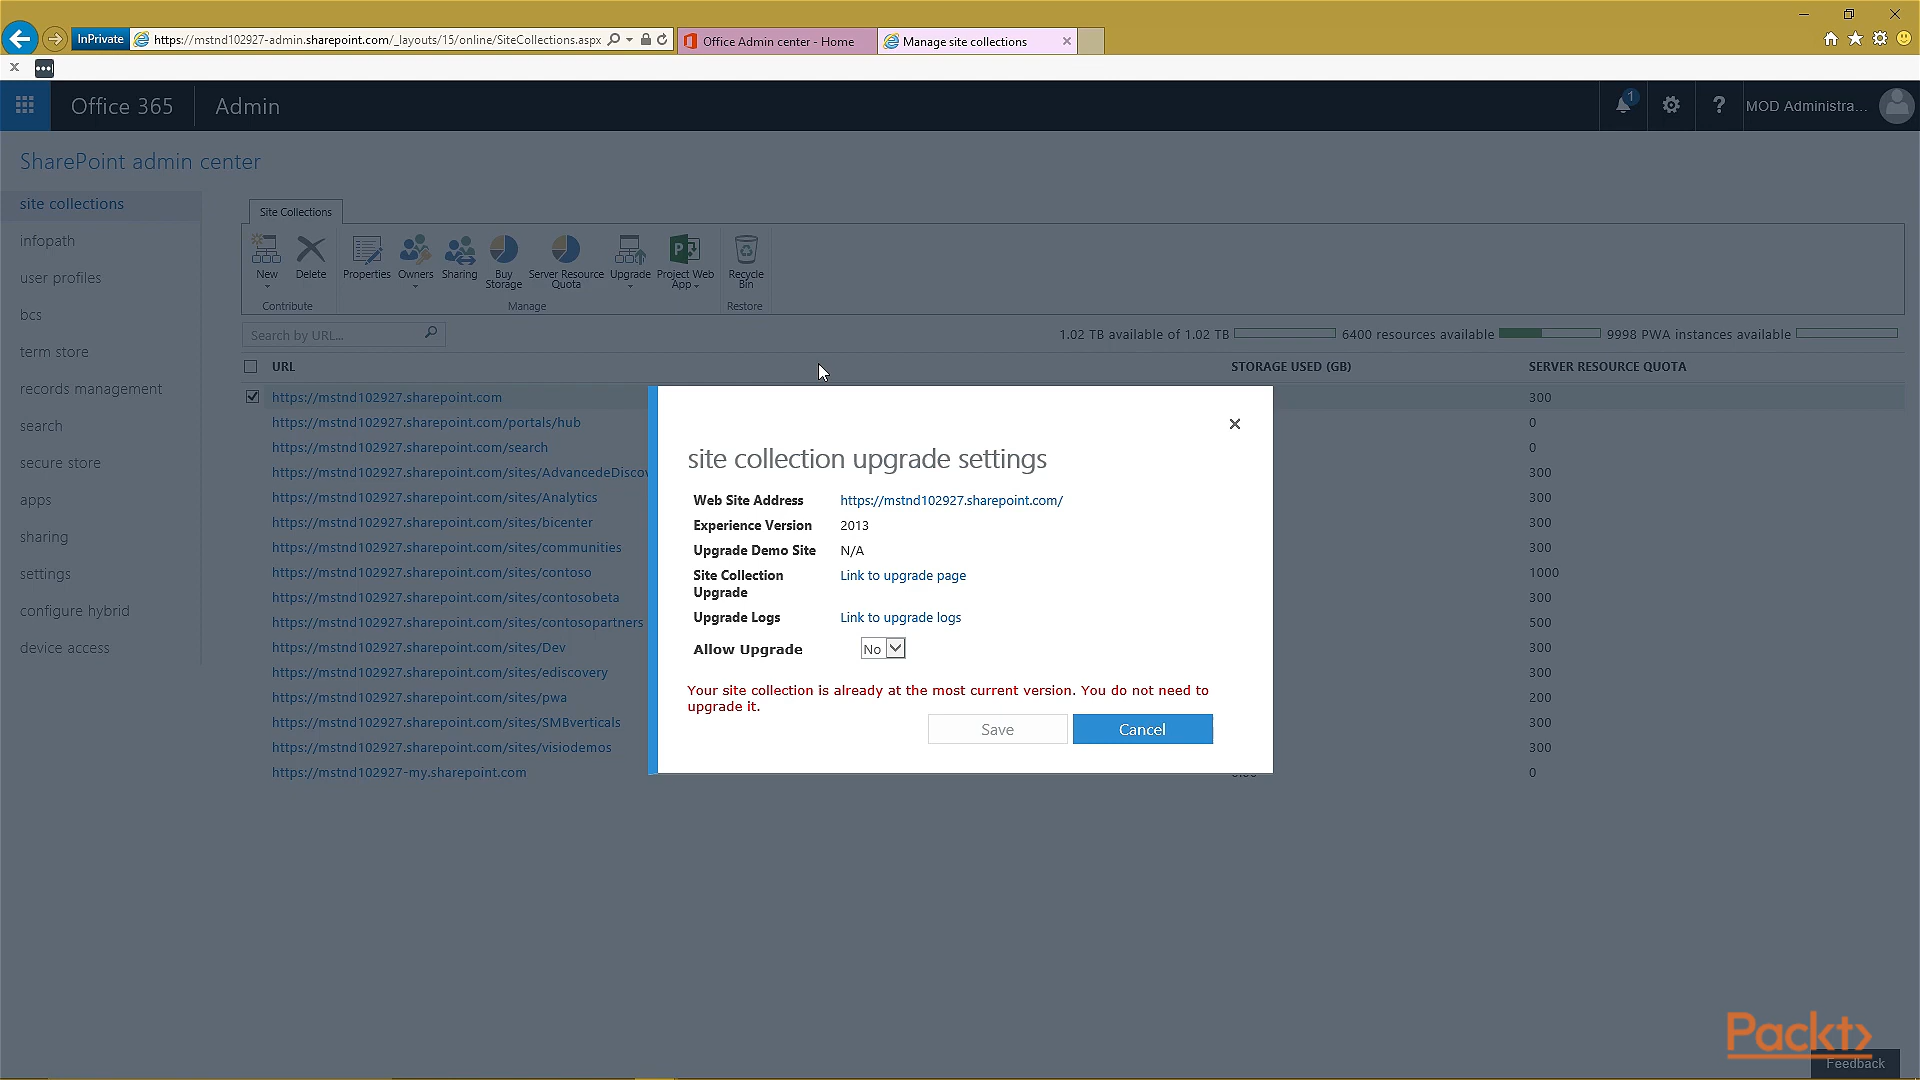 InPrivate https://mstnd102927-admin.sharepoint.com/_layouts/15/online/SiteCollections.aspx Office Admin center - Home Manage site collections
Office 365 Admin 1 ? MOD Administra...
SharePoint admin center
site collections
infopath
user profiles
bcs
term store
records management
search
secure store
apps
sharing
settings
configure hybrid
device access
Site Collections
New Delete Properties Owners Sharing Buy Storage Server Resource Quota Upgrade Project Web App Recycle Bin
Contribute Manage Restore
Search by URL... 1.02 TB available of 1.02 TB 6400 resources available 9998 PWA instances available
URL STORAGE USED (GB) SERVER RESOURCE QUOTA
https://mstnd102927.sharepoint.com 300
https://mstnd102927.sharepoint.com/portals/hub 0
https://mstnd102927.sharepoint.com/search 0
https://mstnd102927.sharepoint.com/sites/AdvancedeDiscov 300
https://mstnd102927.sharepoint.com/sites/Analytics 300
https://mstnd102927.sharepoint.com/sites/bicenter 300
https://mstnd102927.sharepoint.com/sites/communities 300
https://mstnd102927.sharepoint.com/sites/contoso 1000
https://mstnd102927.sharepoint.com/sites/contosobeta 300
https://mstnd102927.sharepoint.com/sites/contosopartners 500
https://mstnd102927.sharepoint.com/sites/Dev 300
https://mstnd102927.sharepoint.com/sites/ediscovery 300
https://mstnd102927.sharepoint.com/sites/pwa 200
https://mstnd102927.sharepoint.com/sites/SMBverticals 300
https://mstnd102927.sharepoint.com/sites/visiodemos 300
https://mstnd102927-my.sharepoint.com 0
site collection upgrade settings
Web Site Address https://mstnd102927.sharepoint.com/
Experience Version 2013
Upgrade Demo Site N/A
Site Collection Link to upgrade page
Upgrade
Upgrade Logs Link to upgrade logs
Allow Upgrade No
Your site collection is already at the most current version. You do not need to
upgrade it.
Save Cancel
Packt
Feedback